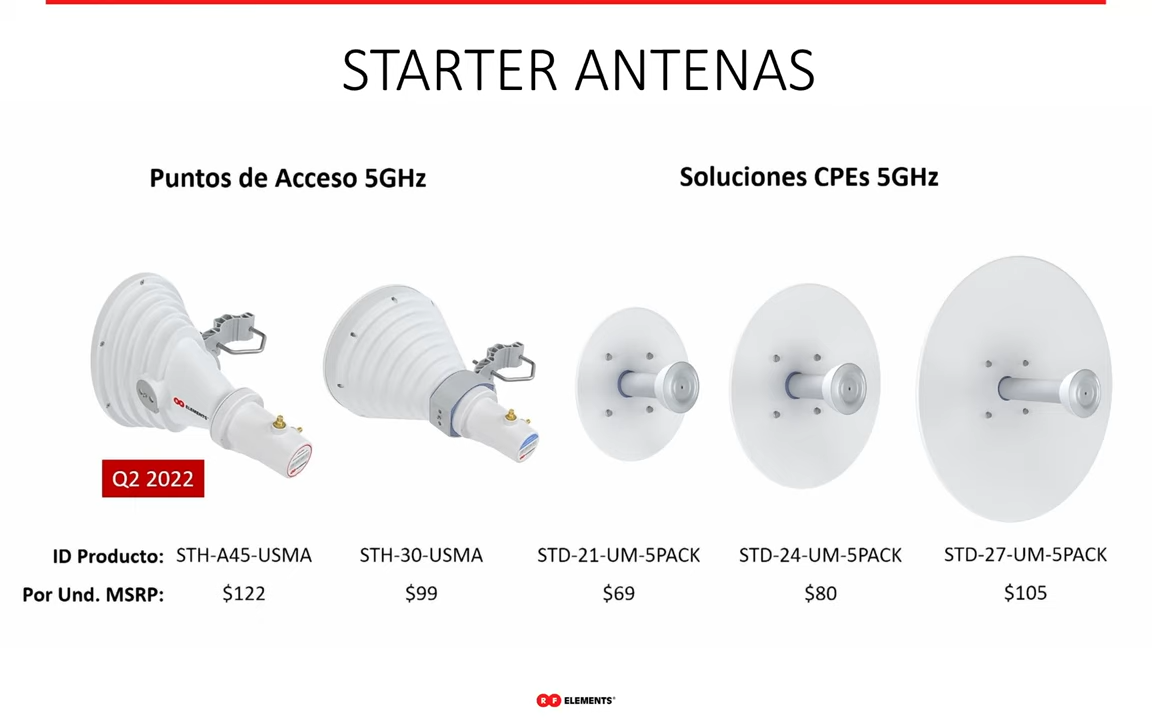 STARTER ANTENAS
Puntos de Acceso 5GHz
Soluciones CPEs 5GHz
RF ELEMENTS
Q2 2022
ID Producto: STH-A45-USMA STH-30-USMA STD-21-UM-5PACK STD-24-UM-5PACK STD-27-UM-5PACK
Por Und. MSRP: $122 $99 $69 $80 $105
RF ELEMENTS®